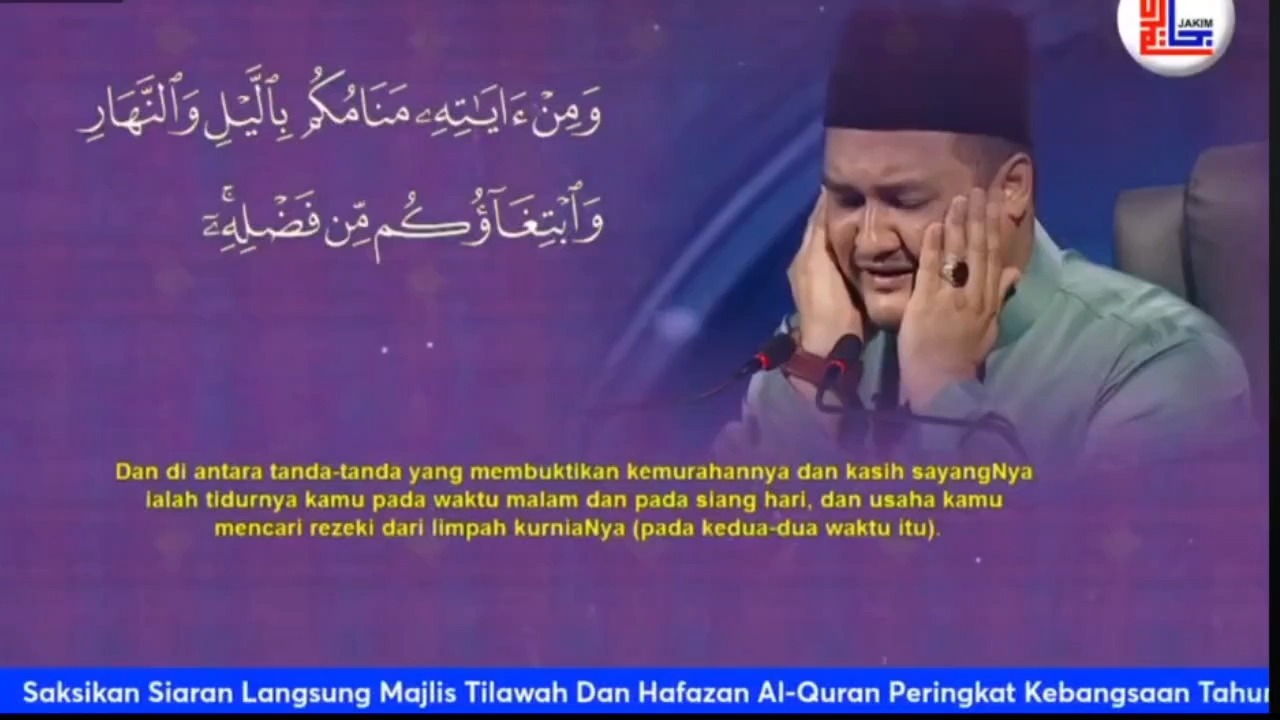 JAKIM
وَمِنْ ءَايَـٰتِهِۦ مَنَامُكُم بِٱلَّيْلِ وَٱلنَّهَارِ
وَٱبْتِغَآؤُكُم مِّن فَضْلِهِۦٓ ۚ
Dan di antara tanda-tanda yang membuktikan kemurahannya dan kasih sayangNya
ialah tidurnya kamu pada waktu malam dan pada siang hari, dan usaha kamu
mencari rezeki dari limpah kurniaNya (pada kedua-dua waktu itu).
Saksikan Siaran Langsung Majlis Tilawah Dan Hafazan Al-Quran Peringkat Kebangsaan Tahun